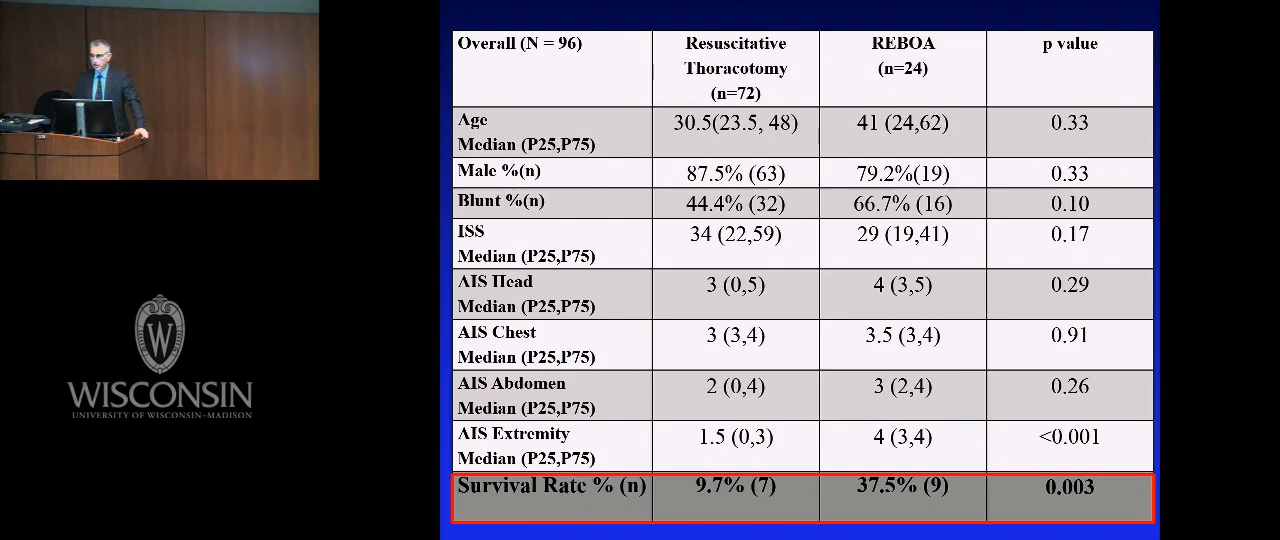 Overall (N = 96) Resuscitative Thoracotomy (n=72) REBOA (n=24) p value
Age Median (P25,P75) 30.5(23.5, 48) 41 (24,62) 0.33
Male %(n) 87.5% (63) 79.2%(19) 0.33
Blunt %(n) 44.4% (32) 66.7% (16) 0.10
ISS Median (P25,P75) 34 (22,59) 29 (19,41) 0.17
AIS Head Median (P25,P75) 3 (0,5) 4 (3,5) 0.29
AIS Chest Median (P25,P75) 3 (3,4) 3.5 (3,4) 0.91
AIS Abdomen Median (P25,P75) 2 (0,4) 3 (2,4) 0.26
AIS Extremity Median (P25,P75) 1.5 (0,3) 4 (3,4) <0.001
Survival Rate % (n) 9.7% (7) 37.5% (9) 0.003
W
WISCONSIN
UNIVERSITY OF WISCONSIN–MADISON